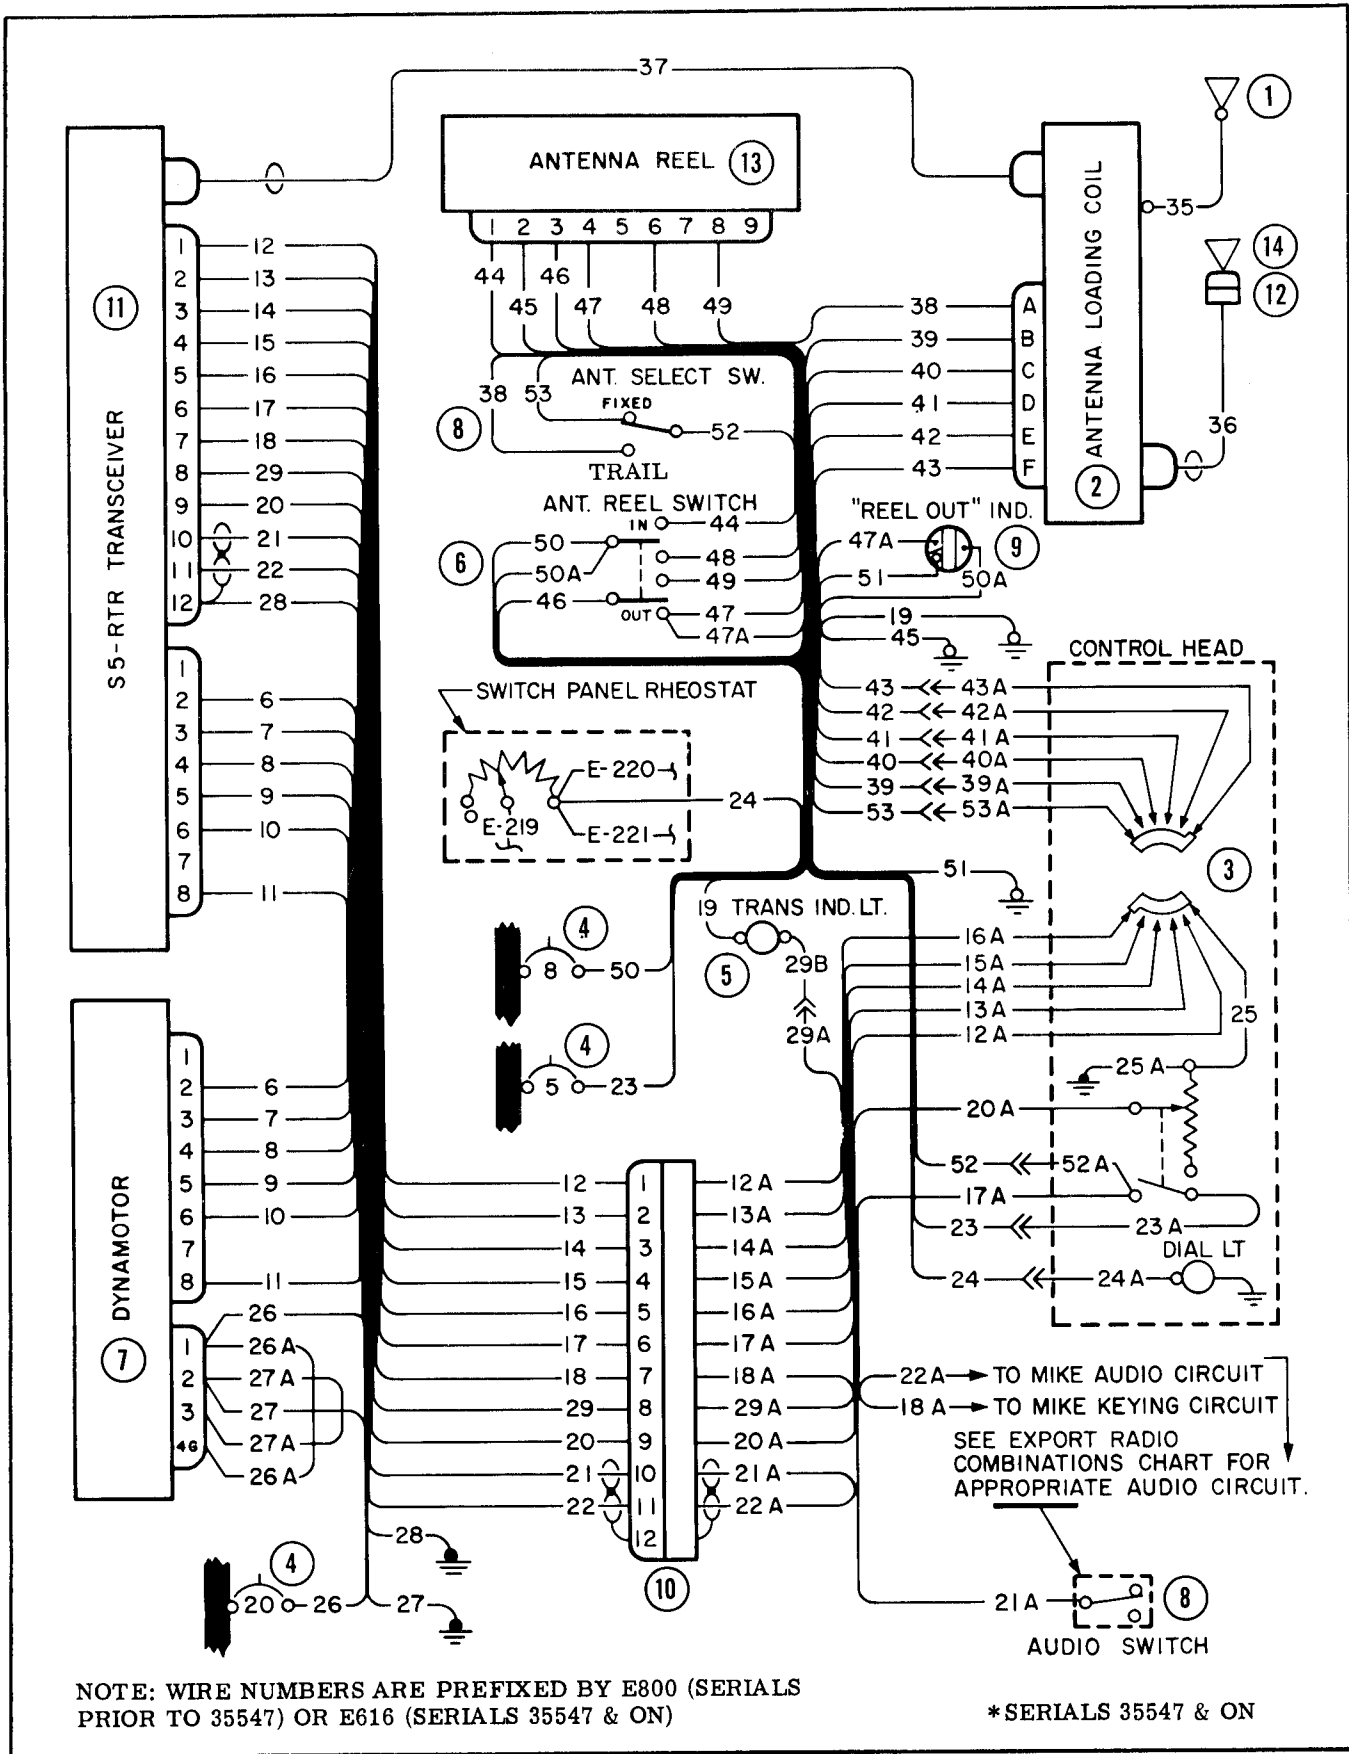 37
1
ANTENNA REEL 13
1 2 3 4 5 6 7 8 9
44 45 46 47 48 49
11
S5-RTR TRANSCEIVER
1 12
2 13
3 14
4 15
5 16
6 17
7 18
8 29
9 20
10 21
11 22
12 28
1
2 6
3 7
4 8
5 9
6 10
7
8 11
ANTENNA LOADING COIL
2
35
14
12
36
38 A
39 B
40 C
41 D
42 E
43 F
ANT. SELECT SW.
38 53
FIXED
8
52
TRAIL
ANT. REEL SWITCH
IN 44
50
48
6
50A
49
46
OUT 47
47A
"REEL OUT" IND.
47A
9
51 50A
19
45
CONTROL HEAD
43 43A
42 42A
41 41A
40 40A
39 39A
53 53A
3
SWITCH PANEL RHEOSTAT
E-220
24
E-219
E-221
51
19 TRANS IND. LT.
5
29B
29A
4
8 50
4
5 23
16A
15A
14A
13A
12A
25
25A
20A
52 52A
17A
23 23A
DIAL LT
24 24A
DYNAMOTOR
7
1
2 6
3 7
4 8
5 9
6 10
7
8 11
26
1 26A
2 27A
3 27
27A
4G
26A
12 1 12A
13 2 13A
14 3 14A
15 4 15A
16 5 16A
17 6 17A
18 7 18A
29 8 29A
20 9 20A
21 10 21A
22 11 22A
12
10
22A TO MIKE AUDIO CIRCUIT
18A TO MIKE KEYING CIRCUIT
SEE EXPORT RADIO
COMBINATIONS CHART FOR
APPROPRIATE AUDIO CIRCUIT.
28
4
20 26
27
21A
8
AUDIO SWITCH
NOTE: WIRE NUMBERS ARE PREFIXED BY E800 (SERIALS
PRIOR TO 35547) OR E616 (SERIALS 35547 & ON)
*SERIALS 35547 & ON